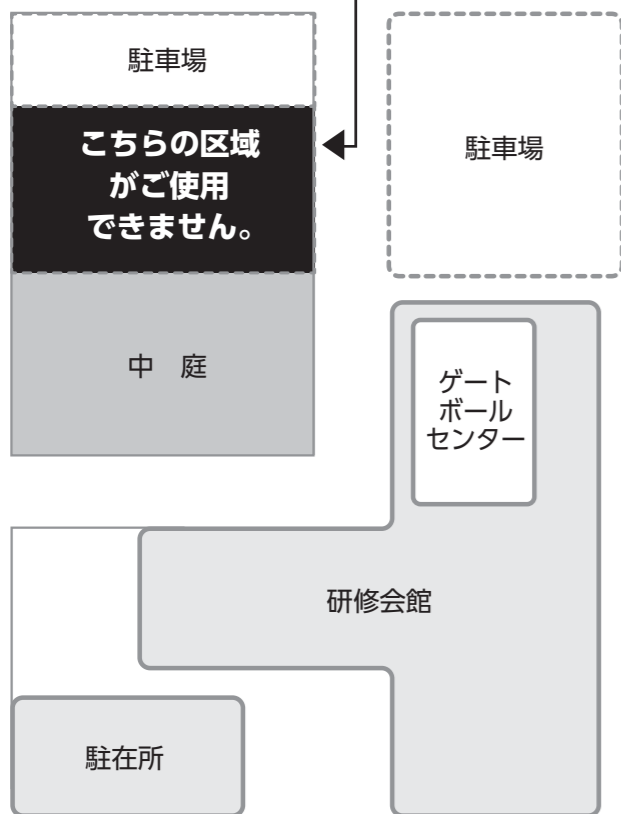 駐車場
こちらの区域
がご使用
できません。
駐車場
中　庭
ゲート
ボール
センター
研修会館
駐在所